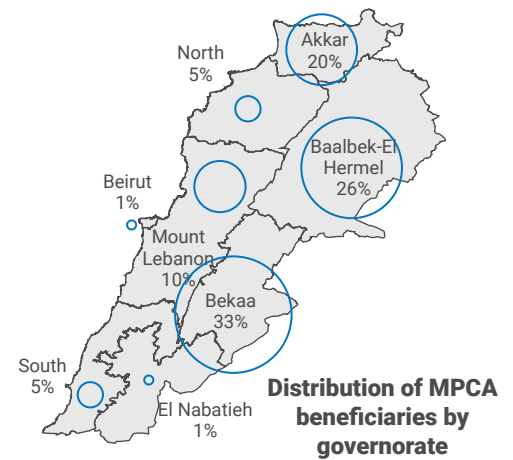 Akkar
20%
North
5%
Baalbek-El
Hermel
26%
Beirut
1%
Mount
Lebanon
10%
Bekaa
33%
South
5%
El Nabatieh
1%
Distribution of MPCA
beneficiaries by
governorate